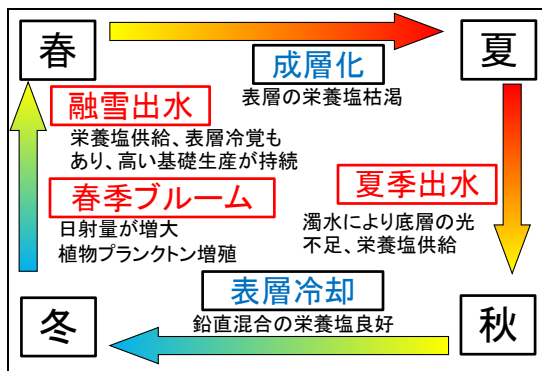 春
夏
成層化
表層の栄養塩枯渇
融雪出水
栄養塩供給、表層冷覚も
あり、高い基礎生産が持続
春季ブルーム
日射量が増大
植物プランクトン増殖
夏季出水
濁水により底層の光
不足、栄養塩供給
表層冷却
鉛直混合の栄養塩良好
冬
秋